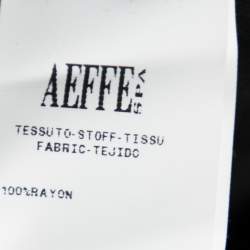 AEFFE SPA
TESSUTO-STOFF-TISSU
FABRIC-TEJIDO
100%RAYON